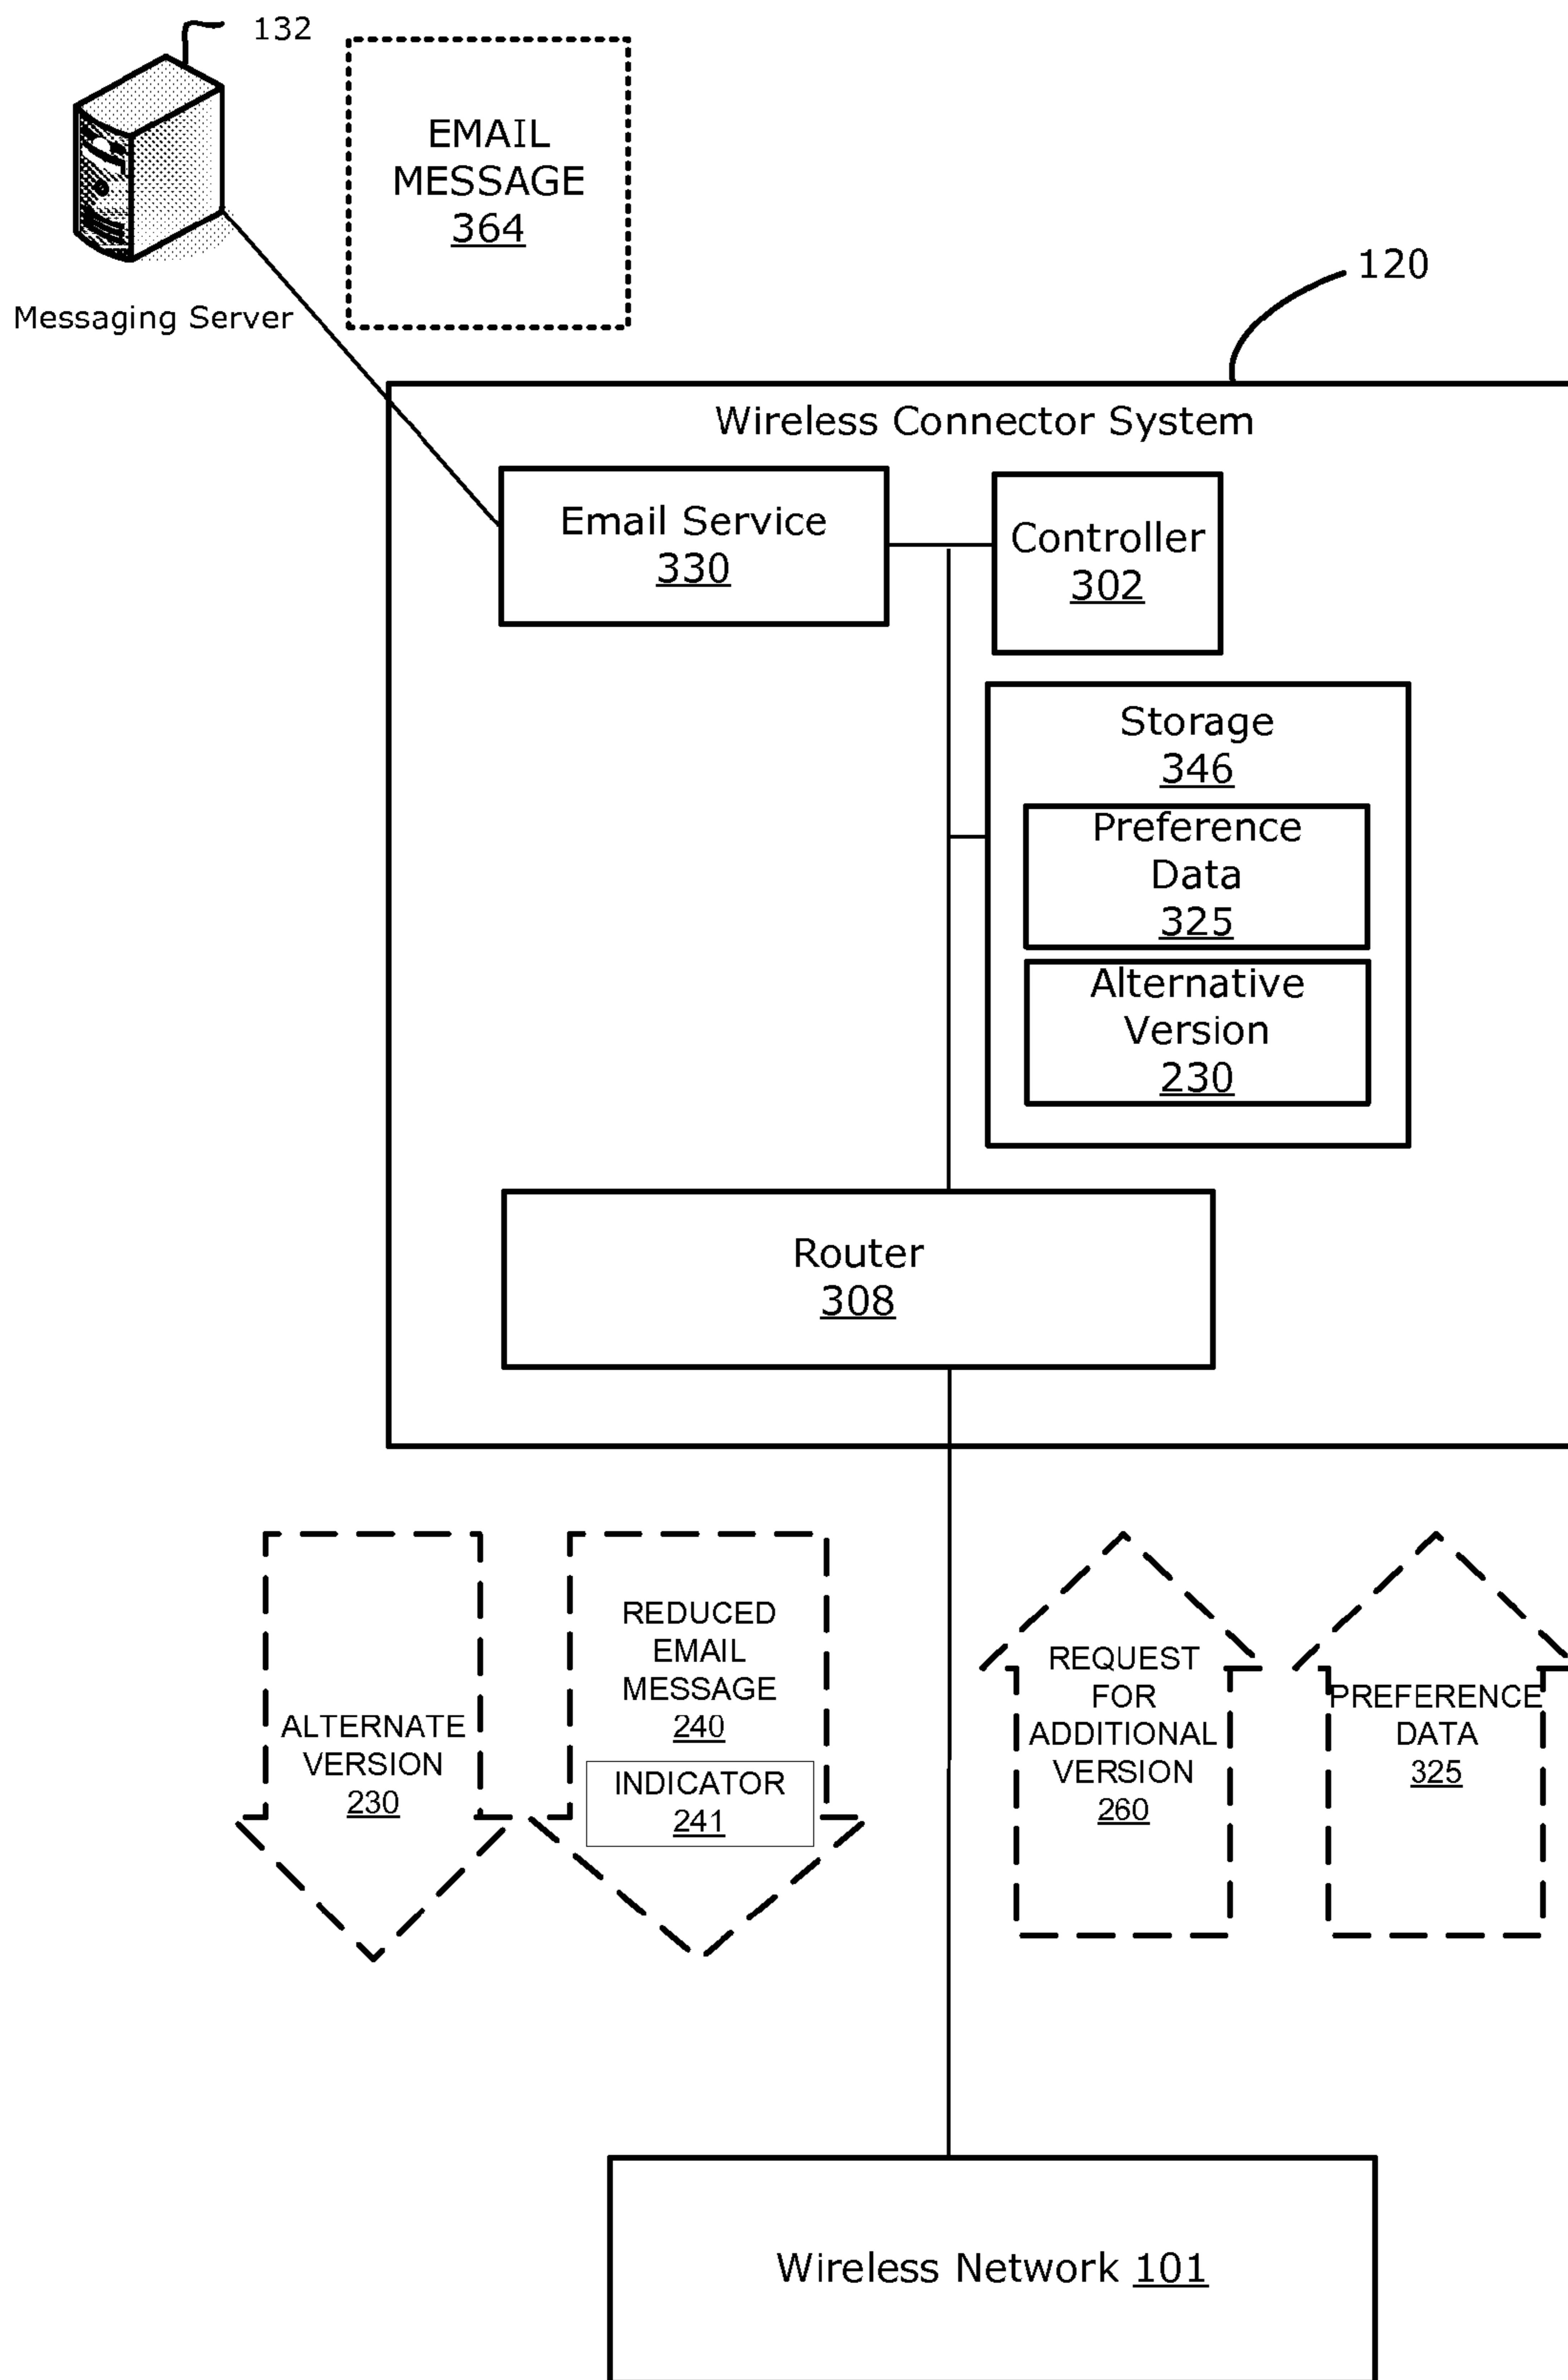 132
EMAIL
MESSAGE
364
Messaging Server
120
Wireless Connector System
Email Service
330
Controller
302
Storage
346
Preference
Data
325
Alternative
Version
230
Router
308
ALTERNATE
VERSION
230
REDUCED
EMAIL
MESSAGE
240
INDICATOR
241
REQUEST
FOR
ADDITIONAL
VERSION
260
PREFERENCE
DATA
325
Wireless Network 101